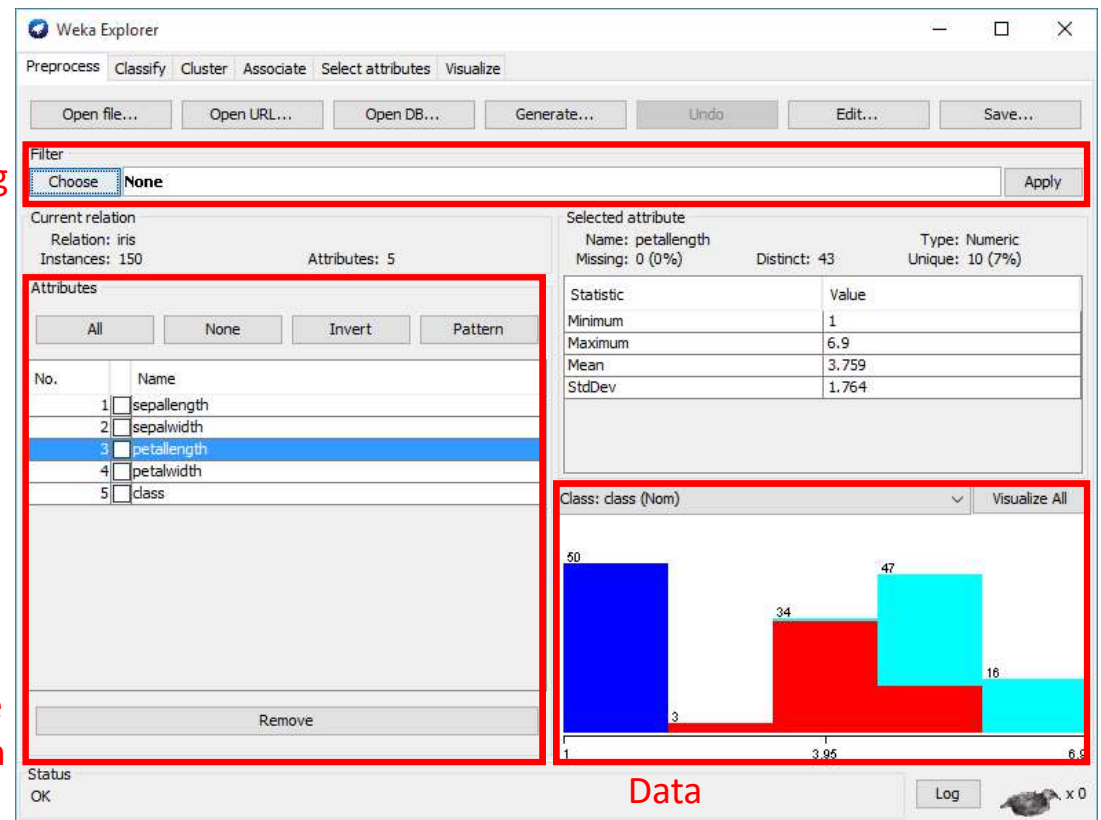 Weka Explorer
Preprocess Classify Cluster Associate Select attributes Visualize
Open file... Open URL... Open DB... Generate... Undo Edit... Save...
Filter
Choose None Apply
Current relation
Relation: iris
Instances: 150 Attributes: 5
Selected attribute
Name: petallength Type: Numeric
Missing: 0 (0%) Distinct: 43 Unique: 10 (7%)
Attributes
All None Invert Pattern
No. Name
1 sepallength
2 sepalwidth
3 petallength
4 petalwidth
5 class
Remove
Statistic Value
Minimum 1
Maximum 6.9
Mean 3.759
StdDev 1.764
Class: class (Nom) Visualize All
50
47
34
16
3
1 3.95 6.9
Status
OK
Data
Log x 0